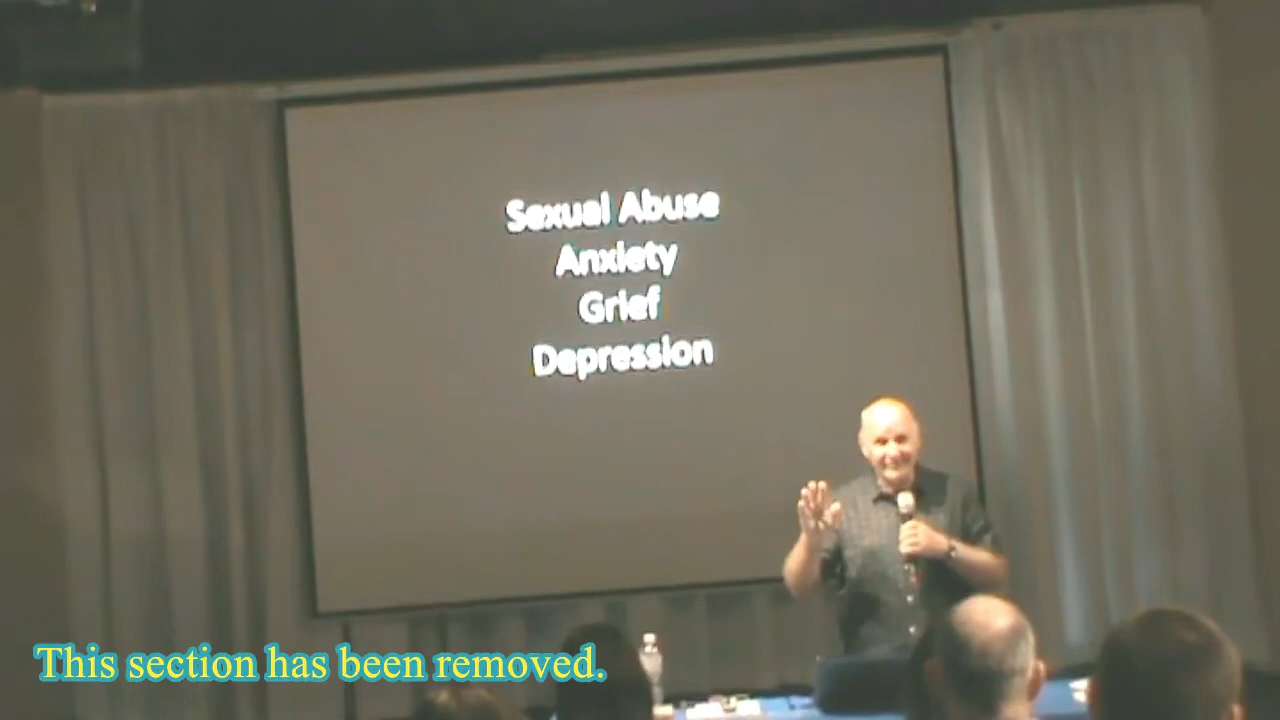 Sexual Abuse
Anxiety
Grief
Depression
This section has been removed.